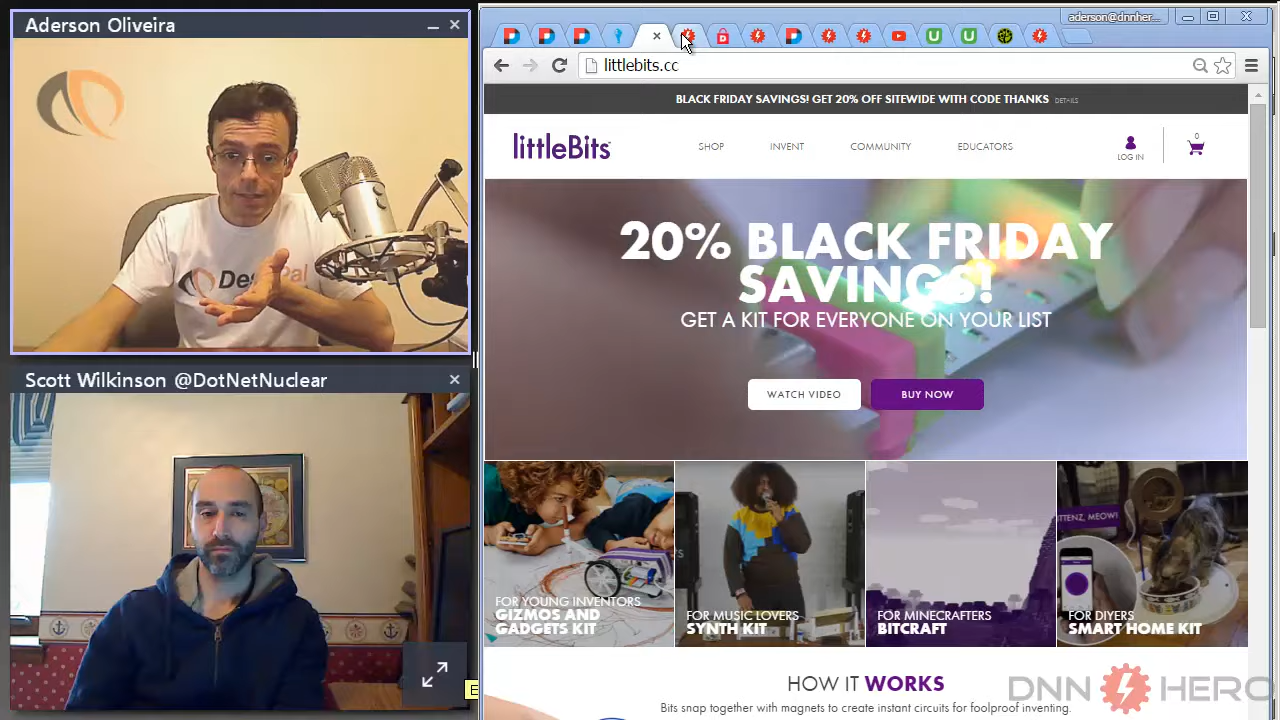 Aderson Oliveira
Scott Wilkinson @DotNetNuclear
aderson@dnnher...
littlebits.cc
BLACK FRIDAY SAVINGS! GET 20% OFF SITEWIDE WITH CODE THANKS DETAILS
littleBits
SHOP
INVENT
COMMUNITY
EDUCATORS
LOG IN
0
20% BLACK FRIDAY
SAVINGS!
GET A KIT FOR EVERYONE ON YOUR LIST
WATCH VIDEO
BUY NOW
FOR YOUNG INVENTORS
GIZMOS AND
GADGETS KIT
FOR MUSIC LOVERS
SYNTH KIT
FOR MINECRAFTERS
BITCRAFT
FOR DIYERS
SMART HOME KIT
HOW IT WORKS
Bits snap together with magnets to create instant circuits for foolproof inventing.
DNN HERO